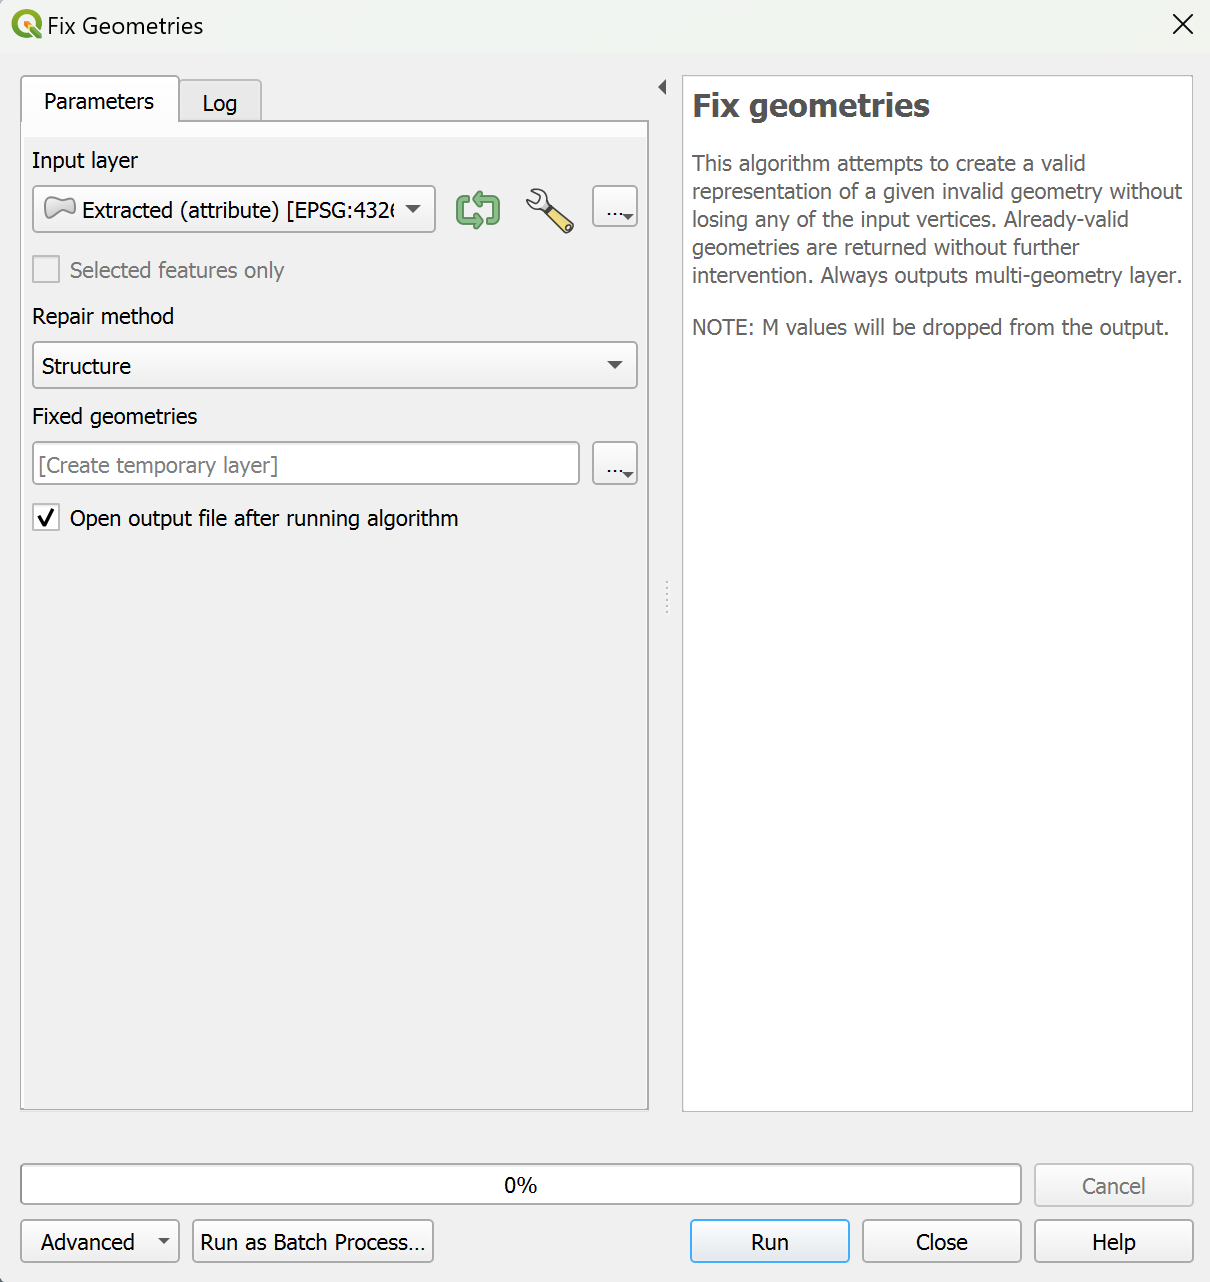 Fix Geometries
Parameters
Log
Input layer
Extracted (attribute) [EPSG:4326
...
Selected features only
Repair method
Structure
Fixed geometries
[Create temporary layer]
...
Open output file after running algorithm
Fix geometries
This algorithm attempts to create a valid
representation of a given invalid geometry without
losing any of the input vertices. Already-valid
geometries are returned without further
intervention. Always outputs multi-geometry layer.
NOTE: M values will be dropped from the output.
0%
Cancel
Advanced
Run as Batch Process...
Run
Close
Help